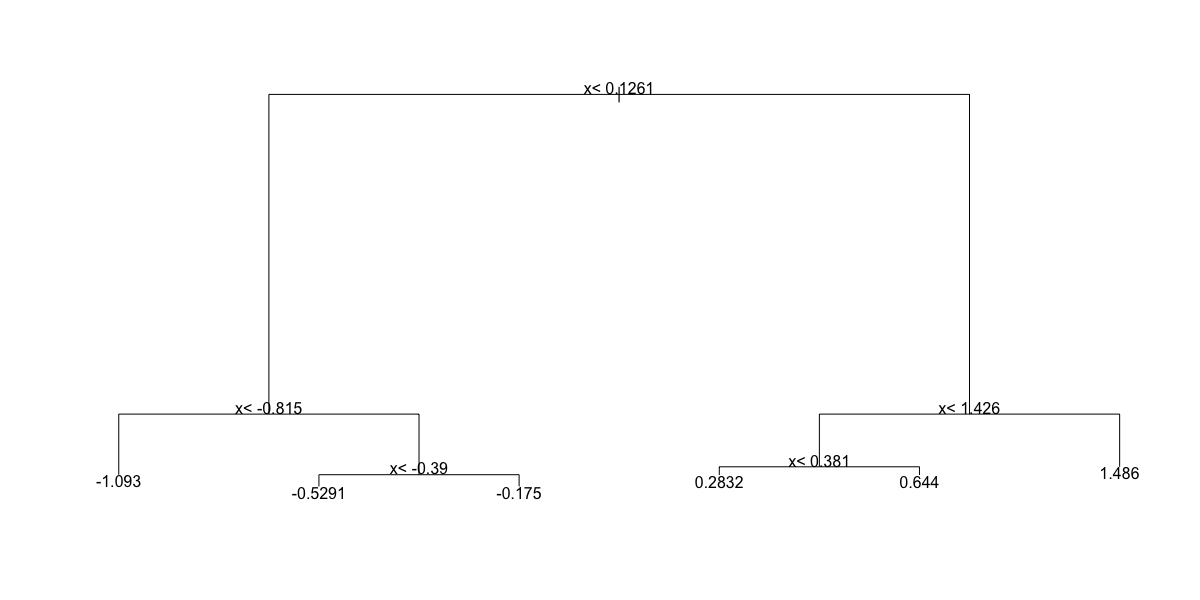 x< 0.1261
x< -0.815
x< 1.426
x< -0.39
x< 0.381
-1.093
-0.5291
-0.175
0.2832
0.644
1.486